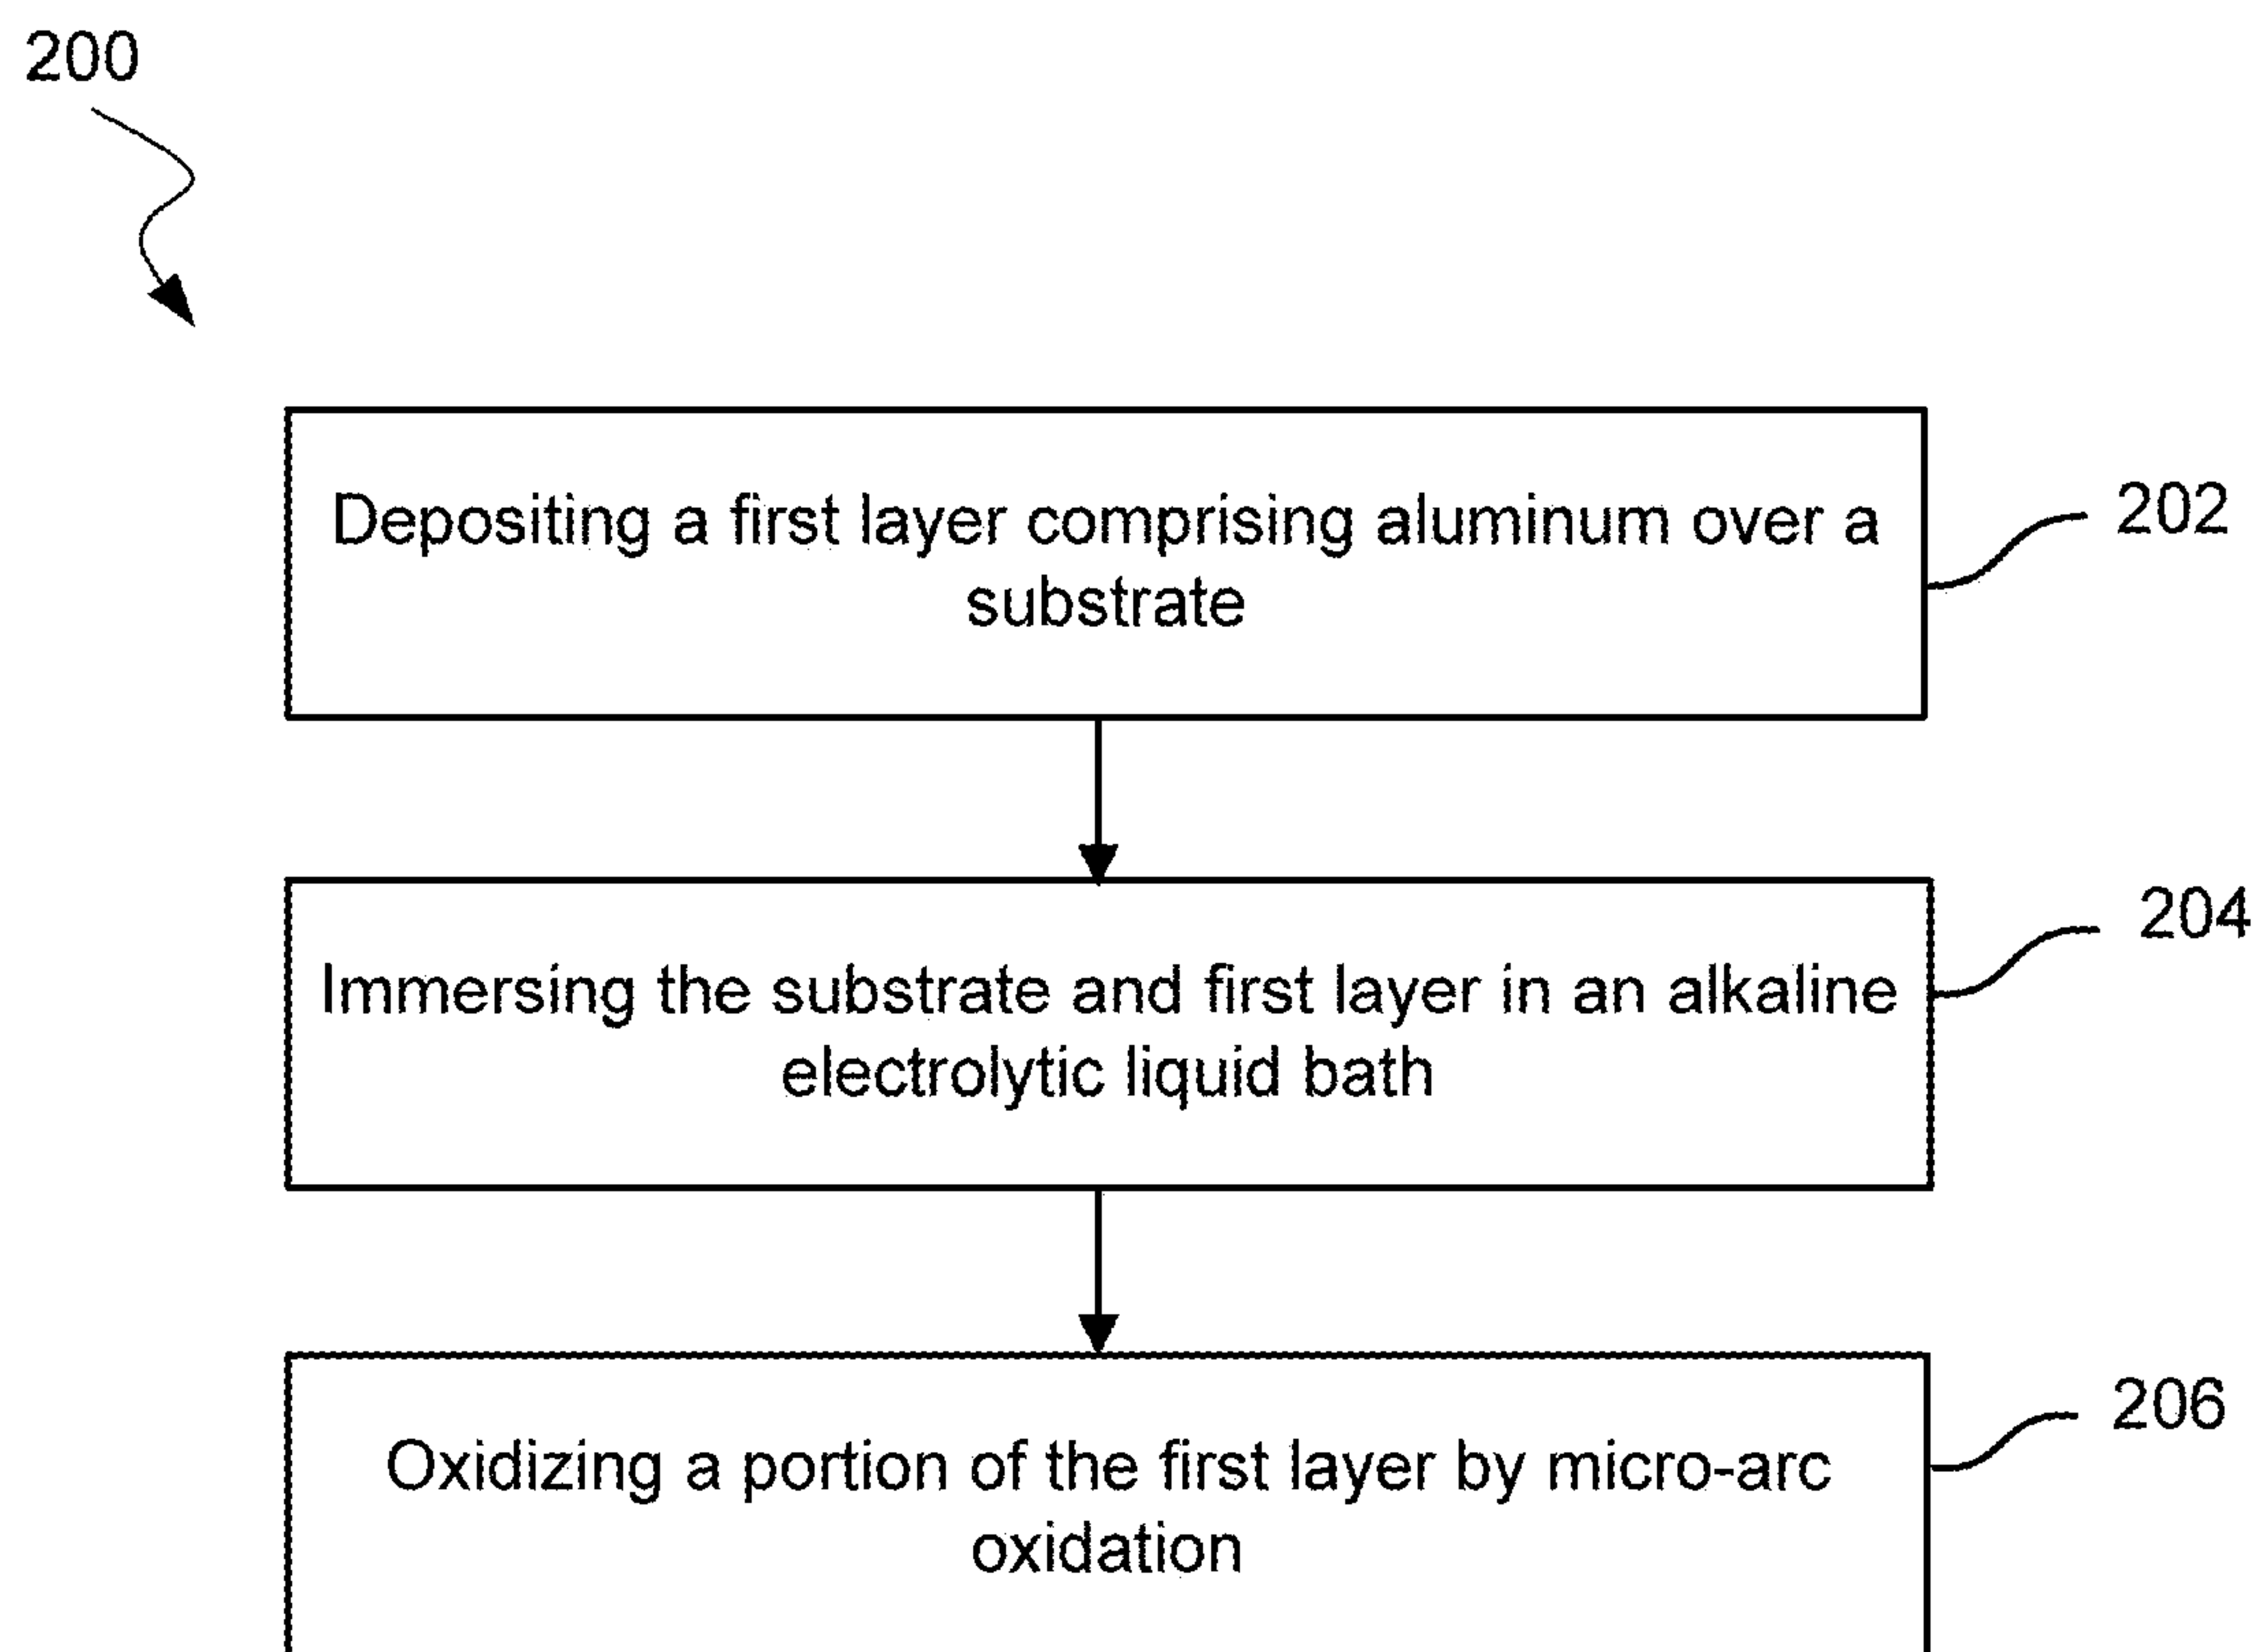 200
Depositing a first layer comprising aluminum over a
substrate
202
Immersing the substrate and first layer in an alkaline
electrolytic liquid bath
204
Oxidizing a portion of the first layer by micro-arc
oxidation
206